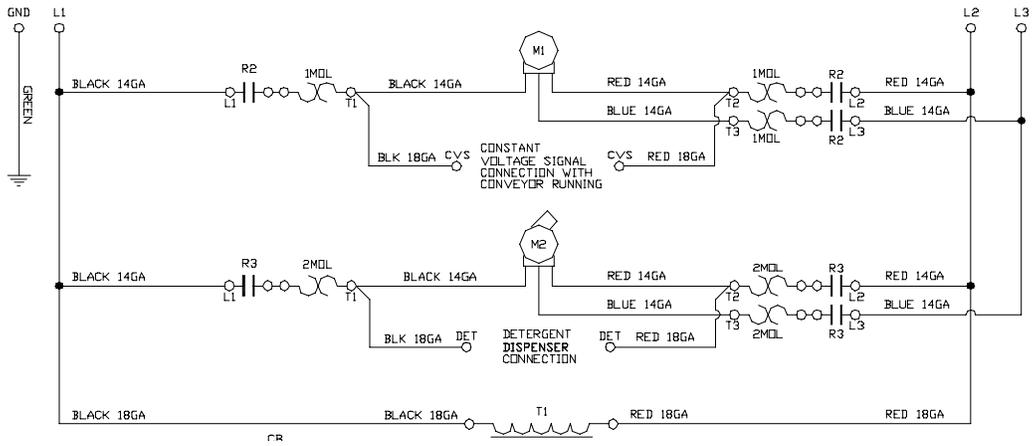 GND L1 L2 L3
GREEN
M1
BLACK 14GA R2 1MOL BLACK 14GA RED 14GA 1MOL R2 RED 14GA
L1 T1 T2 L2
BLUE 14GA BLUE 14GA
T3 1MOL R2 L3
BLK 18GA CVS CONSTANT CVS RED 18GA
VOLTAGE SIGNAL
CONNECTION WITH
CONVEYOR RUNNING
M2
BLACK 14GA R3 2MOL BLACK 14GA RED 14GA 2MOL R3 RED 14GA
L1 T1 T2 L2
BLUE 14GA BLUE 14GA
T3 2MOL R3 L3
BLK 18GA DET DETERGENT DET RED 18GA
DISPENSER
CONNECTION
BLACK 18GA BLACK 18GA T1 RED 18GA RED 18GA